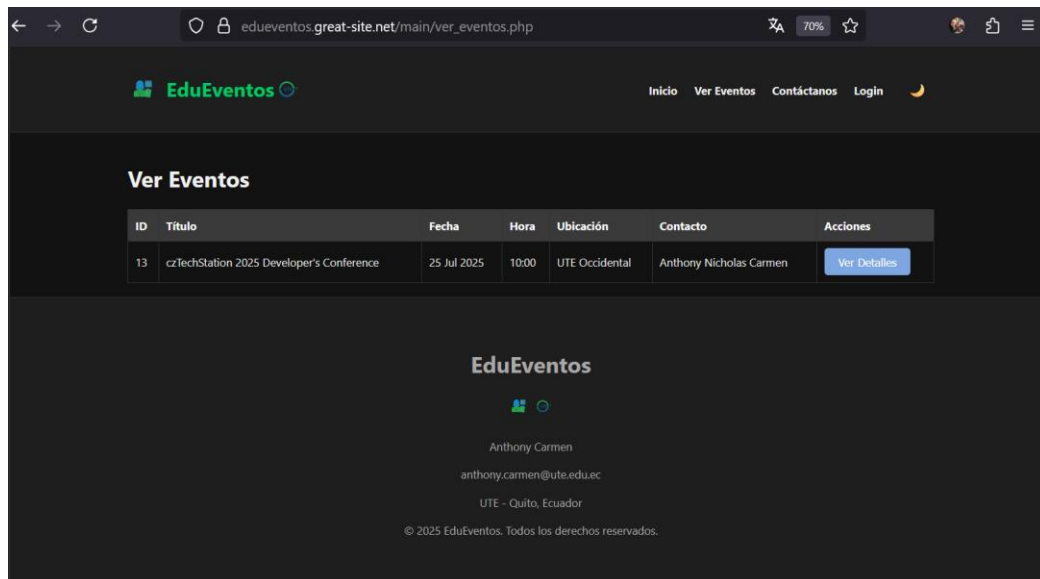 edueventos.great-site.net/main/ver_eventos.php 70%
EduEventos Inicio Ver Eventos Contáctanos Login
Ver Eventos
ID Título Fecha Hora Ubicación Contacto Acciones
13 czTechStation 2025 Developer's Conference 25 Jul 2025 10:00 UTE Occidental Anthony Nicholas Carmen Ver Detalles
EduEventos
Anthony Carmen
anthony.carmen@ute.edu.ec
UTE - Quito, Ecuador
© 2025 EduEventos. Todos los derechos reservados.